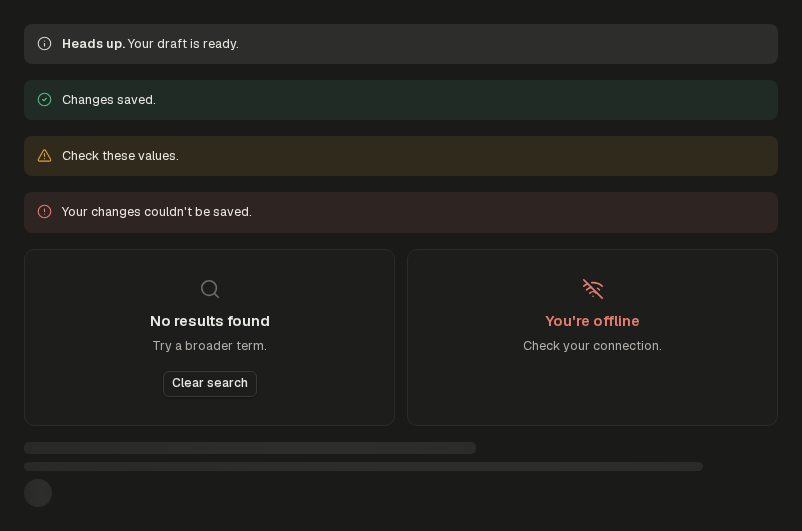 Heads up. Your draft is ready.
Changes saved.
Check these values.
Your changes couldn't be saved.
No results found
Try a broader term.
Clear search
You're offline
Check your connection.